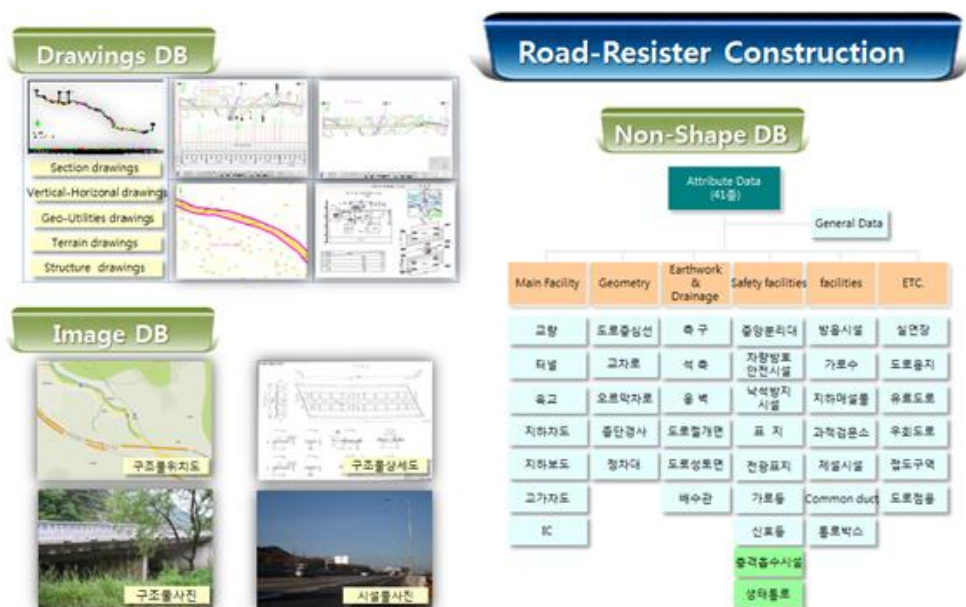 Drawings DB
Section drawings
Vertical-Horizonal drawings
Geo-Utilities drawings
Terrain drawings
Structure drawings
Image DB
구조물위치도
구조물상세도
구조물사진
시설물사진
Road-Resister Construction
Non-Shape DB
Attribute Data
(41종)
General Data
Main Facility
Geometry
Earthwork
&
Drainage
Safety facilities
facilities
ETC.
교량
도로중심선
측구
중앙분리대
방음시설
실연장
터널
교차로
석축
차량방호
안전시설
가로수
도로용지
육교
오르막차로
옹벽
낙석방지
시설
지하매설물
유료도로
지하차도
종단경사
도로절개면
표지
과적검문소
우회도로
지하보도
정차대
도로성토면
전광표지
제설시설
접도구역
고가차도
배수관
가로등
Common duct
도로점용
IC
신호등
통로박스
충격흡수시설
생태통로